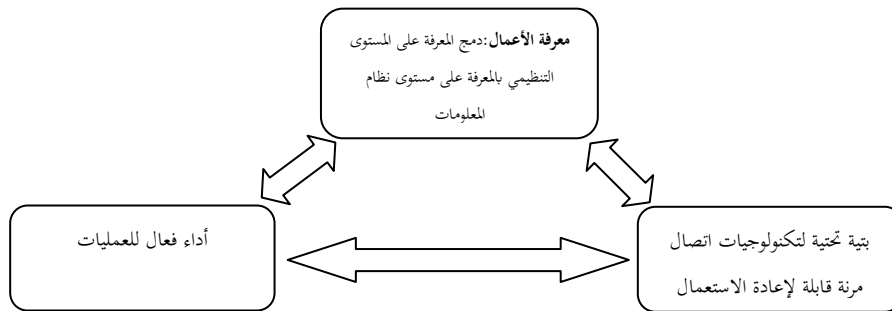 معرفة الأعمال:دمج المعرفة على المستوى
التنظيمي بالمعرفة على مستوى نظام
المعلومات
أداء فعال للعمليات
بتية تحتية لتكنولوجيات اتصال
مرنة قابلة لإعادة الاستعمال